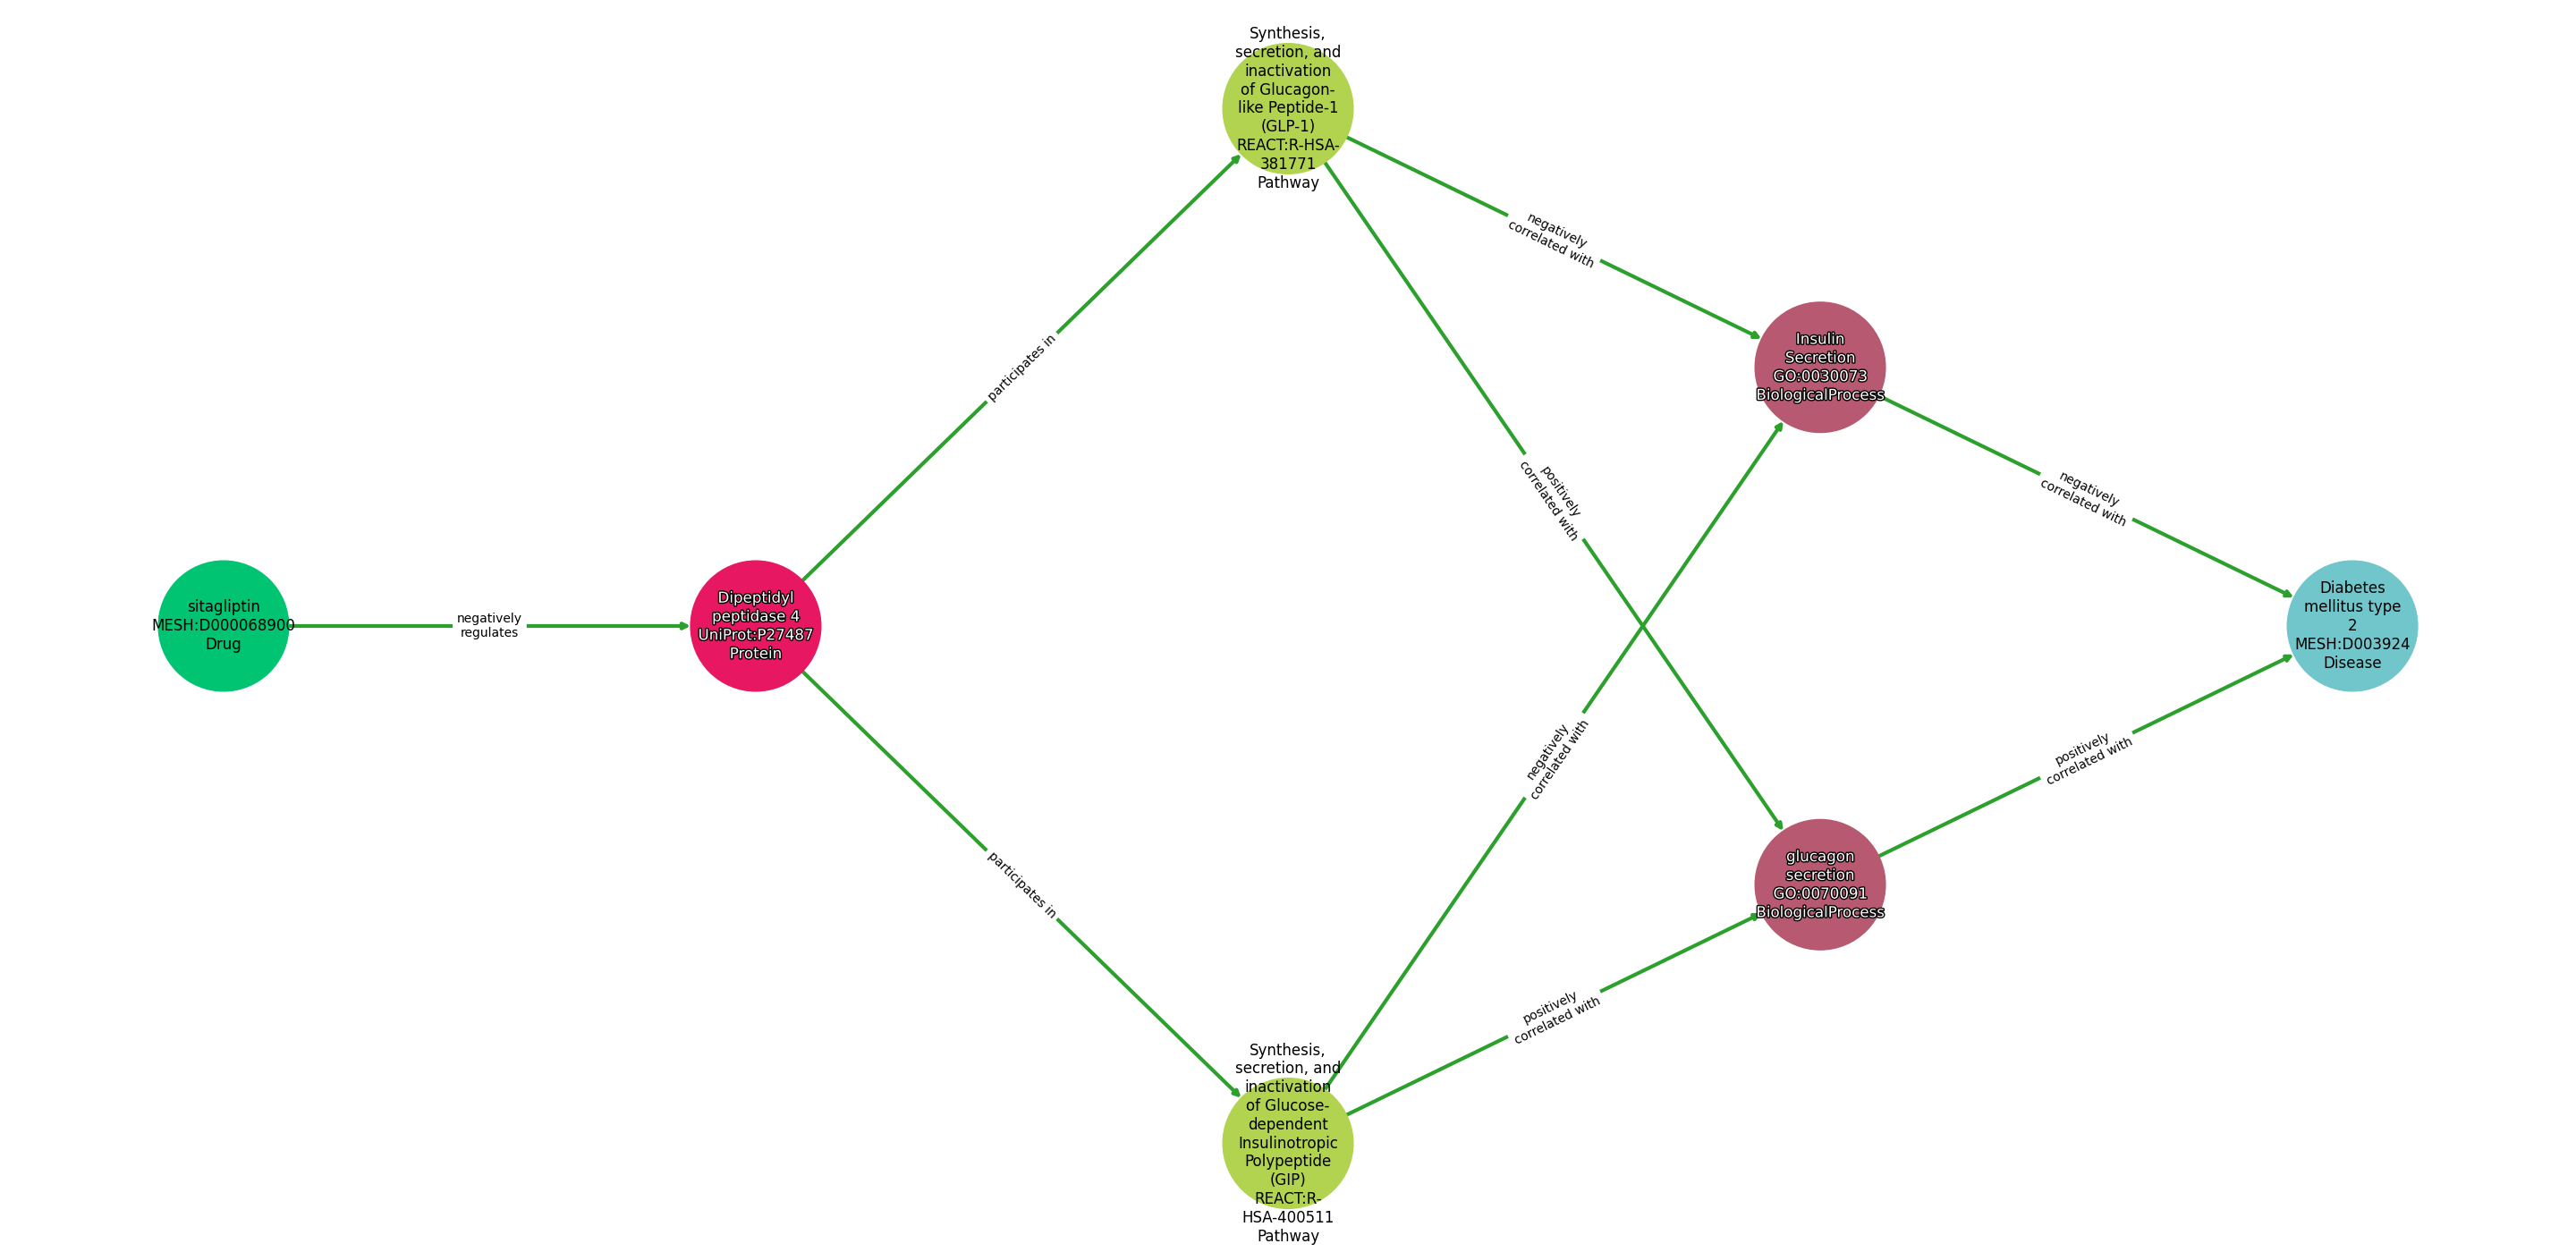 Synthesis,
secretion, and
inactivation
of Glucagon-
like Peptide-1
(GLP-1)
REACT:R-HSA-
381771
Pathway
negatively
correlated with
Insulin
Secretion
GO:0030073
BiologicalProcess
participates in
positively
correlated with
negatively
correlated with
sitagliptin
MESH:D000068900
Drug
negatively
regulates
Dipeptidyl
peptidase 4
UniProt:P27487
Protein
Diabetes
mellitus type
2
MESH:D003924
Disease
negatively
correlated with
positively
correlated with
participates in
glucagon
secretion
GO:0070091
BiologicalProcess
positively
correlated with
Synthesis,
secretion, and
inactivation
of Glucose-
dependent
Insulinotropic
Polypeptide
(GIP)
REACT:R-
HSA-400511
Pathway